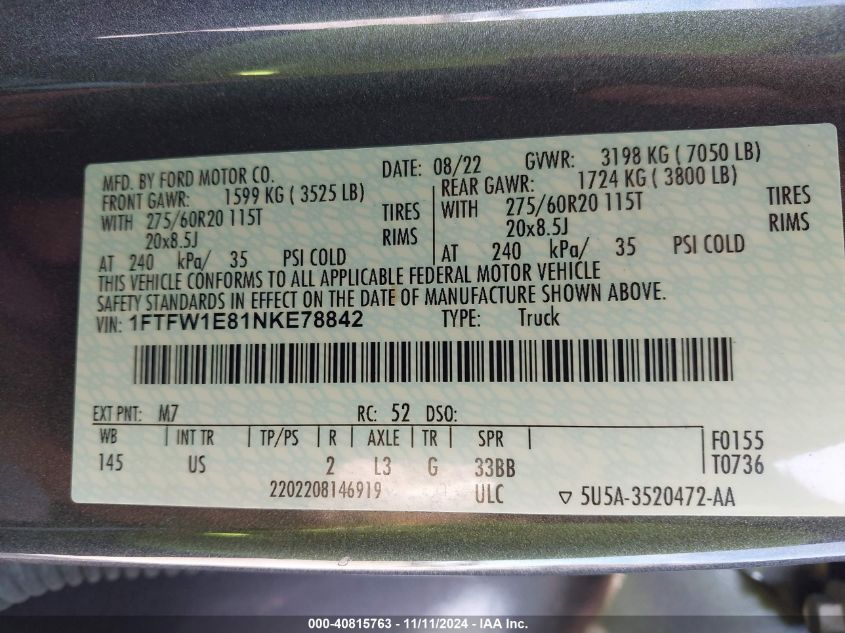 MFD. BY FORD MOTOR CO. DATE: 08/22 GVWR: 3198 KG ( 7050 LB)
FRONT GAWR: 1599 KG ( 3525 LB) REAR GAWR: 1724 KG ( 3800 LB)
WITH 275/60R20 115T TIRES WITH 275/60R20 115T TIRES
20x8.5J RIMS 20x8.5J RIMS
AT 240 kPa/ 35 PSI COLD AT 240 kPa/ 35 PSI COLD
THIS VEHICLE CONFORMS TO ALL APPLICABLE FEDERAL MOTOR VEHICLE
SAFETY STANDARDS IN EFFECT ON THE DATE OF MANUFACTURE SHOWN ABOVE.
VIN: 1FTFW1E81NKE78842 TYPE: Truck
EXT PNT: M7 RC: 52 DSO:
WB | INT TR | TP/PS | R | AXLE | TR | SPR | F0155
145 US 2 L3 G 33BB T0736
2202208146919 ULC ▽ 5U5A-3520472-AA
000-40815763 - 11/11/2024 - IAA Inc.